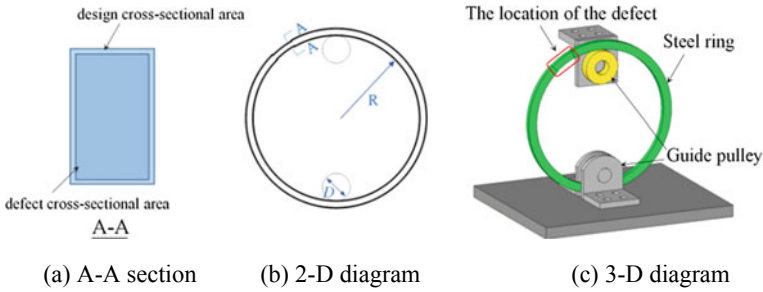 design cross-sectional area
defect cross-sectional area
A-A
A
A
R
D
The location of the defect
Steel ring
Guide pulley
(a) A-A section
(b) 2-D diagram
(c) 3-D diagram